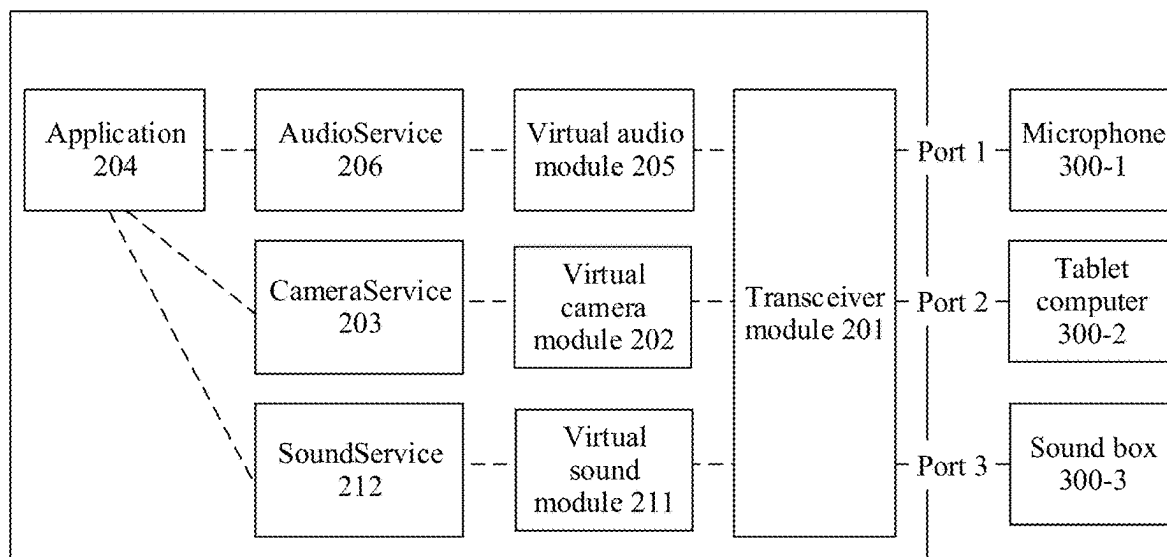 Application
204
AudioService
206
Virtual audio
module 205
Port 1
Microphone
300-1
CameraService
203
Virtual
camera
module 202
Transceiver
module 201
Port 2
Tablet
computer
300-2
SoundService
212
Virtual
sound
module 211
Port 3
Sound box
300-3